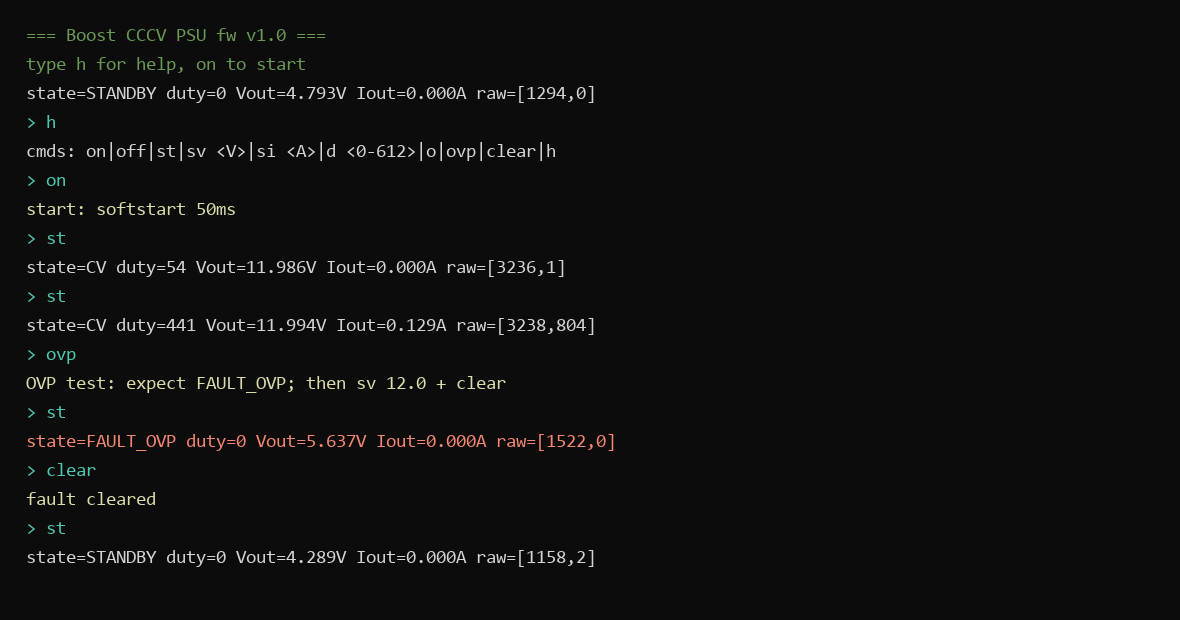 === Boost CCCV PSU fw v1.0 ===
type h for help, on to start
state=STANDBY duty=0 Vout=4.793V Iout=0.000A raw=[1294,0]
> h
cmds: on|off|st|sv <V>|si <A>|d <0-612>|o|ovp|clear|h
> on
start: softstart 50ms
> st
state=CV duty=54 Vout=11.986V Iout=0.000A raw=[3236,1]
> st
state=CV duty=441 Vout=11.994V Iout=0.129A raw=[3238,804]
> ovp
OVP test: expect FAULT_OVP; then sv 12.0 + clear
> st
state=FAULT_OVP duty=0 Vout=5.637V Iout=0.000A raw=[1522,0]
> clear
fault cleared
> st
state=STANDBY duty=0 Vout=4.289V Iout=0.000A raw=[1158,2]